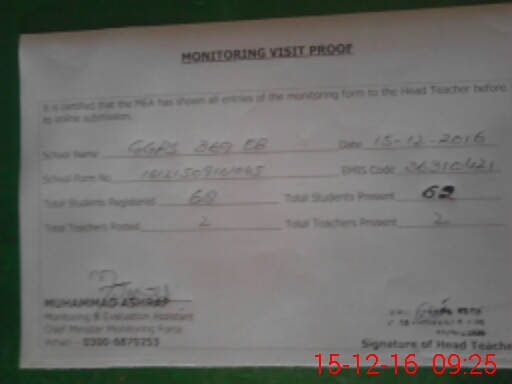 MONITORING VISIT PROOF
It is certified that the MEA has shown all entries of the monitoring form to the Head Teacher before
its online submission.
School Name GGPS 369 EB Date 15-12-2016
School Form No EMIS Code 36310421
Total Students Registered 68 Total Students Present 62
Total Teachers Posted 2 Total Teachers Present 2
MUHAMMAD ASHRAF
Monitoring & Evaluation Assistant
Chief Minister Monitoring Force
0300-6870253
Signature of Head Teache
15-12-16 09:25